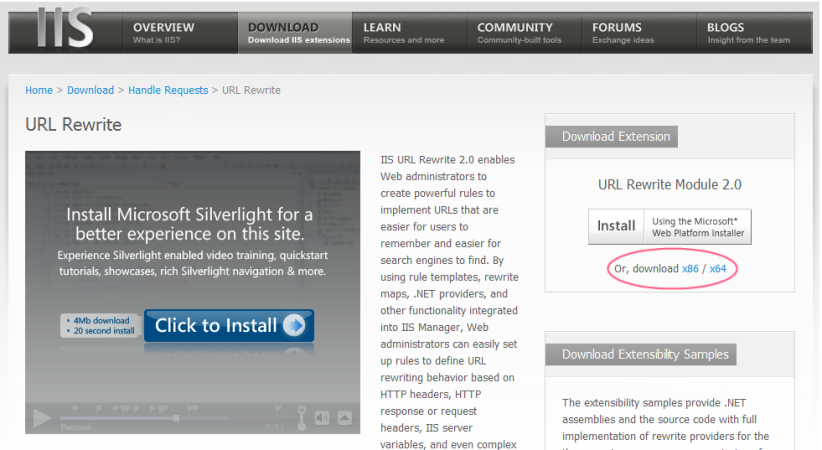 IIS
OVERVIEW
What is IIS?
DOWNLOAD
Download IIS extensions
LEARN
Resources and more
COMMUNITY
Community-built tools
FORUMS
Exchange ideas
BLOGS
Insight from the team
Home > Download > Handle Requests > URL Rewrite
URL Rewrite
Install Microsoft Silverlight for a
better experience on this site.
Experience Silverlight enabled video training, quickstart
tutorials, showcases, rich Silverlight navigation & more.
• 4Mb download
• 20 second install
Click to Install
Paused
7:31
IIS URL Rewrite 2.0 enables
Web administrators to
create powerful rules to
implement URLs that are
easier for users to
remember and easier for
search engines to find. By
using rule templates, rewrite
maps, .NET providers, and
other functionality integrated
into IIS Manager, Web
administrators can easily set
up rules to define URL
rewriting behavior based on
HTTP headers, HTTP
response or request
headers, IIS server
variables, and even complex
Download Extension
URL Rewrite Module 2.0
Install
Using the Microsoft®
Web Platform Installer
Or, download x86 / x64
Download Extensibility Samples
The extensibility samples provide .NET
assemblies and the source code with full
implementation of rewrite providers for the